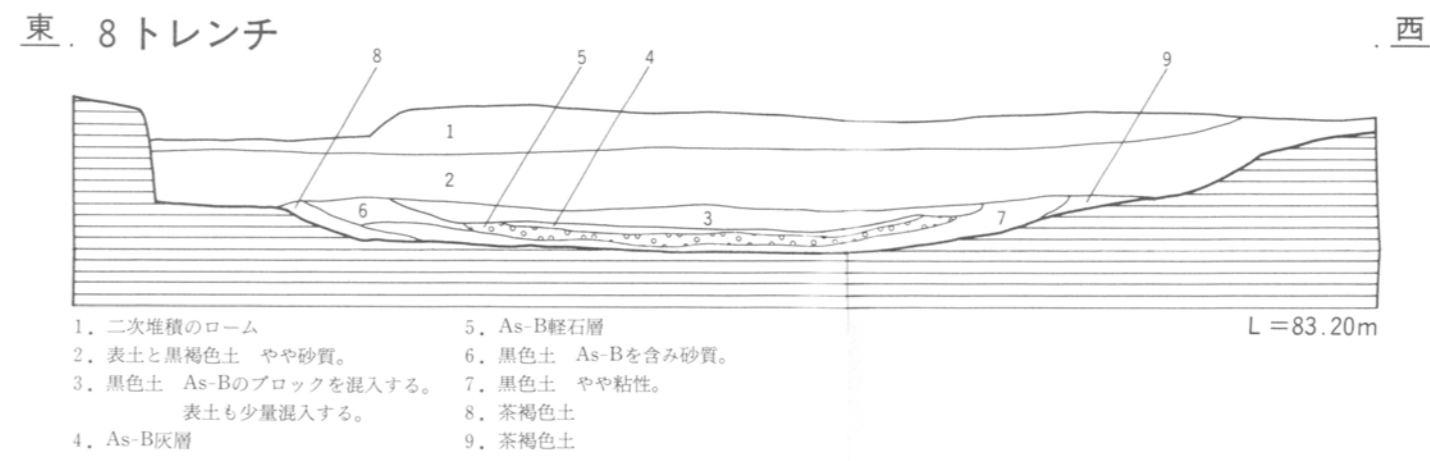 東 . 8 トレンチ . 西
8 5 4 9
1
2
6 3 7
L＝83.20m
1．二次堆積のローム
2．表土と黒褐色土　やや砂質。
3．黒色土　As-Bのブロックを混入する。
表土も少量混入する。
4．As-B灰層
5．As-B軽石層
6．黒色土　As-Bを含み砂質。
7．黒色土　やや粘性。
8．茶褐色土
9．茶褐色土